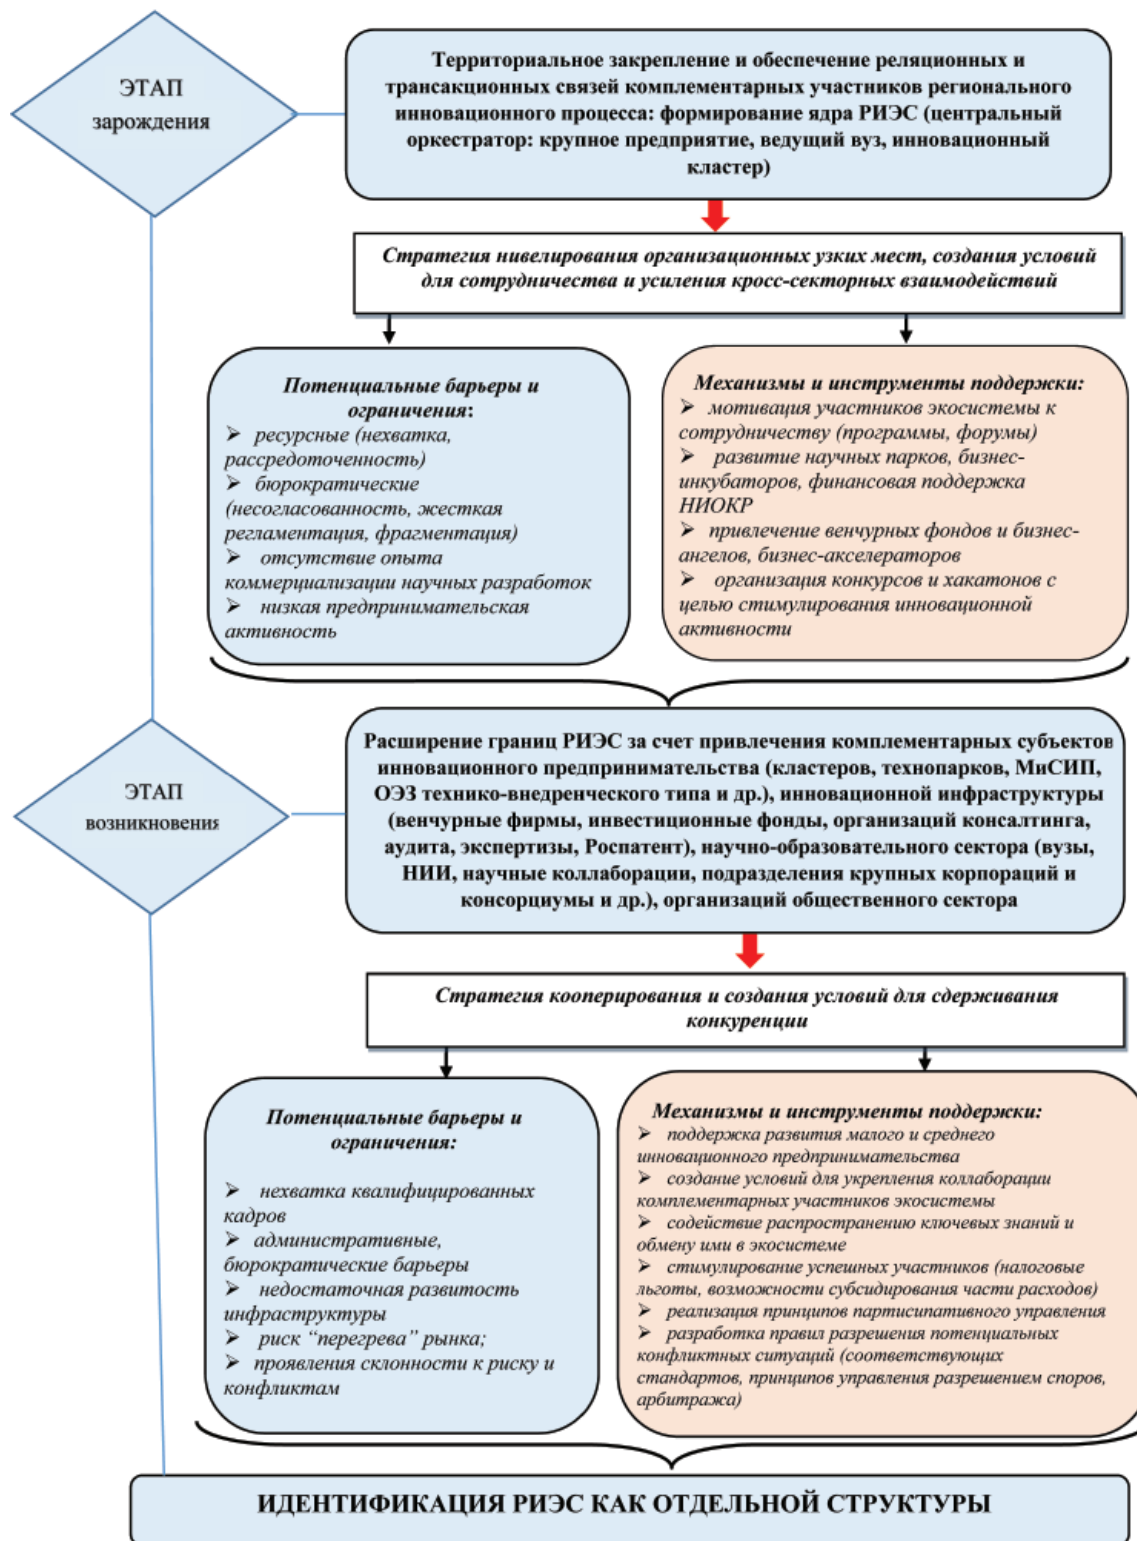 ЭТАП
зарождения
Территориальное закрепление и обеспечение реляционных и
трансакционных связей комплементарных участников регионального
инновационного процесса: формирование ядра РИЭС (центральный
оркестратор: крупное предприятие, ведущий вуз, инновационный
кластер)
Стратегия нивелирования организационных узких мест, создания условий
для сотрудничества и усиления кросс-секторных взаимодействий
Потенциальные барьеры и
ограничения:
➢ ресурсные (нехватка,
рассредоточенность)
➢ бюрократические
(несогласованность, жесткая
регламентация, фрагментация)
➢ отсутствие опыта
коммерциализации научных разработок
➢ низкая предпринимательская
активность
Механизмы и инструменты поддержки:
➢ мотивация участников экосистемы к
сотрудничеству (программы, форумы)
➢ развитие научных парков, бизнес-
инкубаторов, финансовая поддержка
НИОКР
➢ привлечение венчурных фондов и бизнес-
ангелов, бизнес-акселераторов
➢ организация конкурсов и хакатонов с
целью стимулирования инновационной
активности
ЭТАП
возникновения
Расширение границ РИЭС за счет привлечения комплементарных субъектов
инновационного предпринимательства (кластеров, технопарков, МиСИП,
ОЭЗ технико-внедренческого типа и др.), инновационной инфраструктуры
(венчурные фирмы, инвестиционные фонды, организаций консалтинга,
аудита, экспертизы, Роспатент), научно-образовательного сектора (вузы,
НИИ, научные коллаборации, подразделения крупных корпораций и
консорциумы и др.), организаций общественного сектора
Стратегия кооперирования и создания условий для сдерживания
конкуренции
Потенциальные барьеры и
ограничения:
➢ нехватка квалифицированных
кадров
➢ административные,
бюрократические барьеры
➢ недостаточная развитость
инфраструктуры
➢ риск “перегрева” рынка;
➢ проявления склонности к риску и
конфликтам
Механизмы и инструменты поддержки:
➢ поддержка развития малого и среднего
инновационного предпринимательства
➢ создание условий для укрепления коллаборации
комплементарных участников экосистемы
➢ содействие распространению ключевых знаний и
обмену ими в экосистеме
➢ стимулирование успешных участников (налоговые
льготы, возможности субсидирования части расходов)
➢ реализация принципов партисипативного управления
➢ разработка правил разрешения потенциальных
конфликтных ситуаций (соответствующих
стандартов, принципов управления разрешением споров,
арбитража)
ИДЕНТИФИКАЦИЯ РИЭС КАК ОТДЕЛЬНОЙ СТРУКТУРЫ